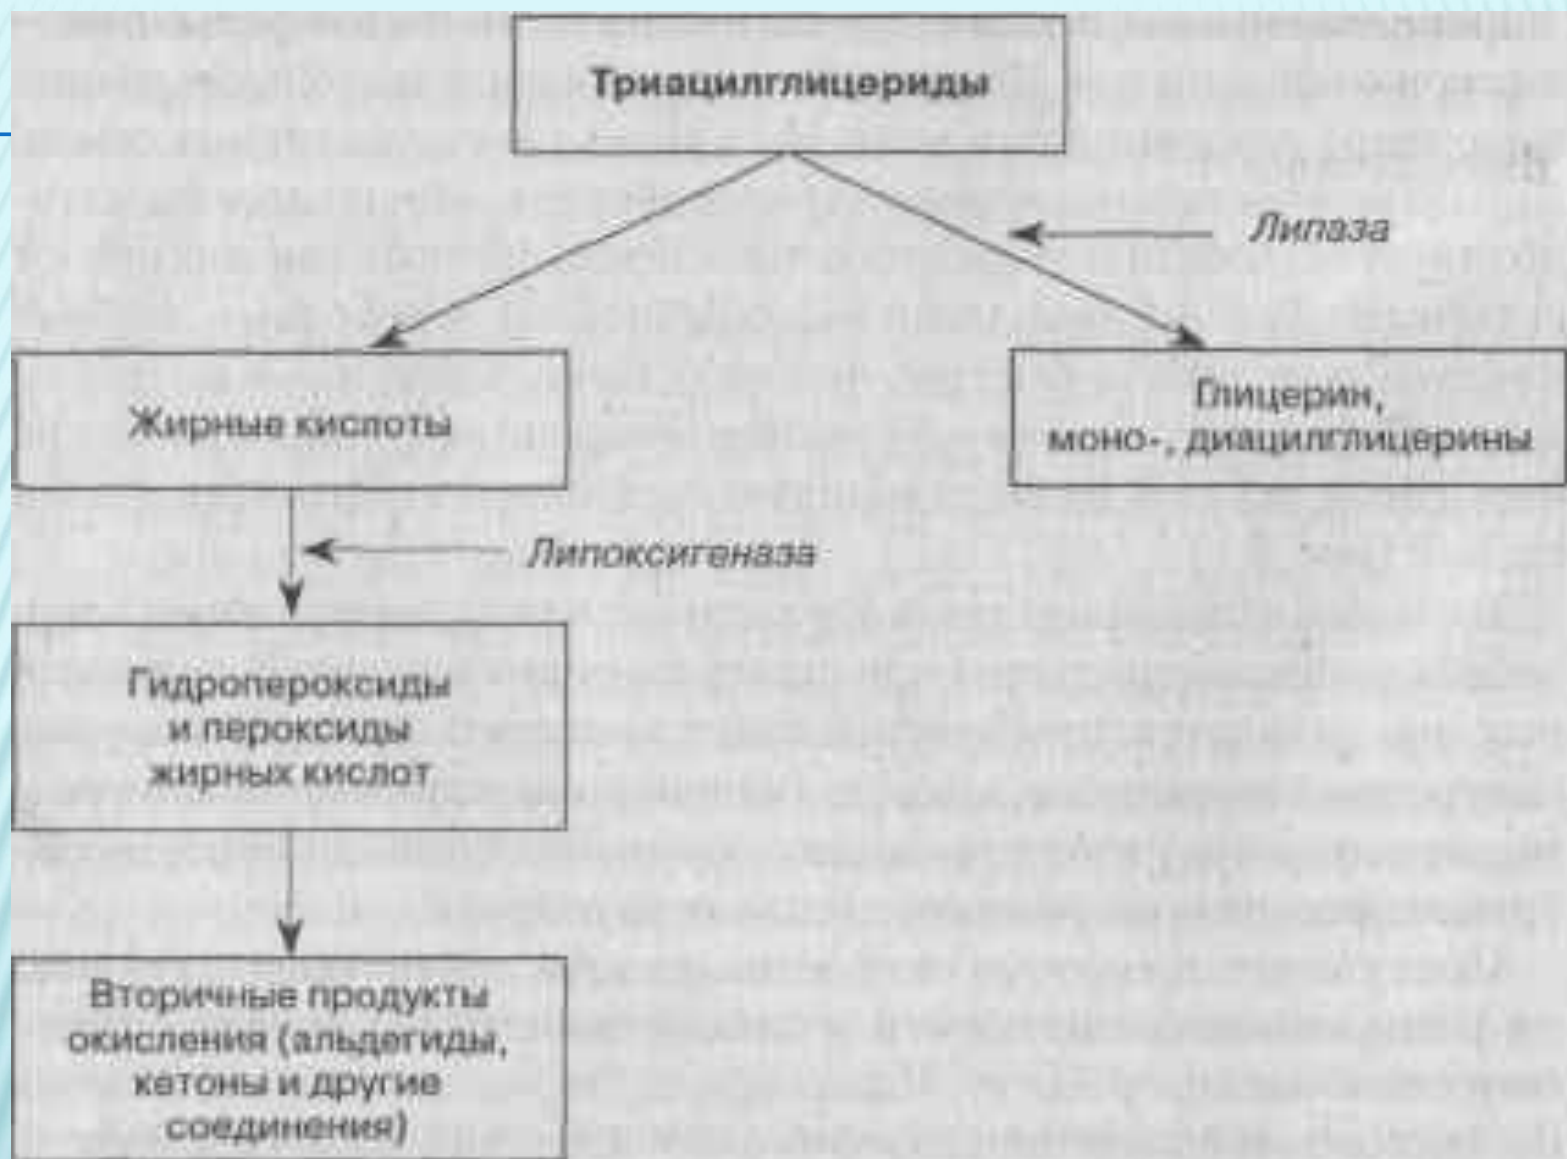 Триацилглицериды
Липаза
Жирные кислоты
Глицерин,
моно-, диацилглицерины
Липоксигеназа
Гидропероксиды
и пероксиды
жирных кислот
Вторичные продукты
окисления (альдегиды,
кетоны и другие
соединения)